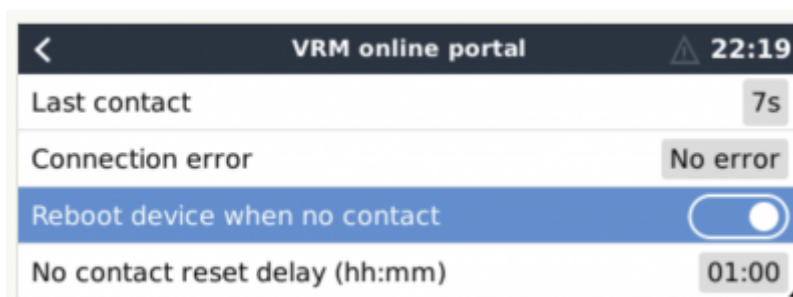 VRM online portal 22:19
Last contact 7s
Connection error No error
Reboot device when no contact
No contact reset delay (hh:mm) 01:00